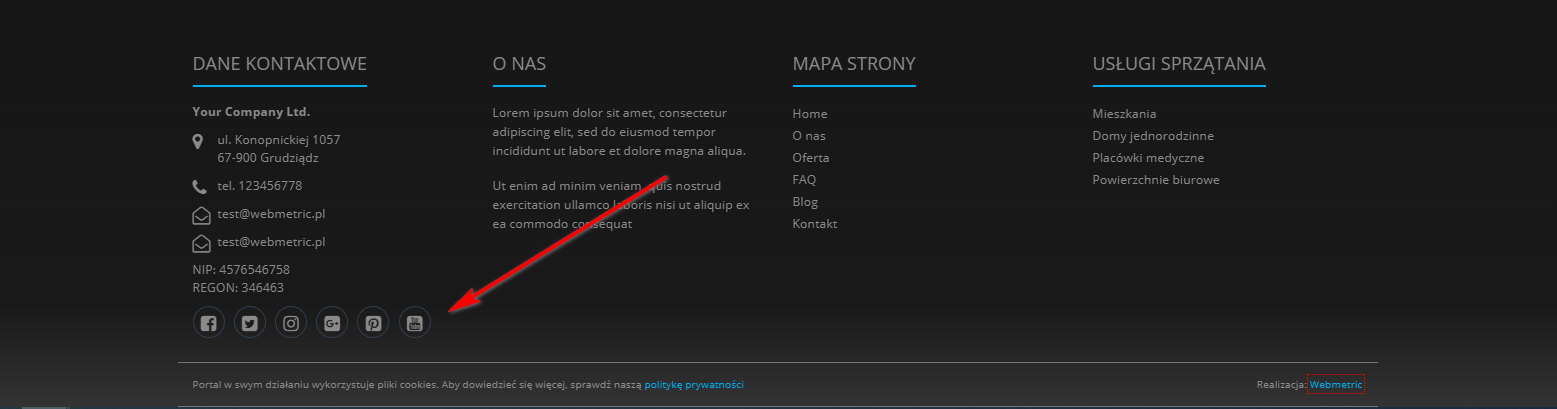 DANE KONTAKTOWE
Your Company Ltd.
ul. Konopnickiej 1057
67-900 Grudziądz
tel. 123456778
test@webmetric.pl
test@webmetric.pl
NIP: 4576546758
REGON: 346463
O NAS
Lorem ipsum dolor sit amet, consectetur
adipiscing elit, sed do eiusmod tempor
incididunt ut labore et dolore magna aliqua.
Ut enim ad minim veniam, quis nostrud
exercitation ullamco laboris nisi ut aliquip ex
ea commodo consequat
MAPA STRONY
Home
O nas
Oferta
FAQ
Blog
Kontakt
USŁUGI SPRZĄTANIA
Mieszkania
Domy jednorodzinne
Placówki medyczne
Powierzchnie biurowe
Portal w swym działaniu wykorzystuje pliki cookies. Aby dowiedzieć się więcej, sprawdź naszą politykę prywatności
Realizacja: Webmetric